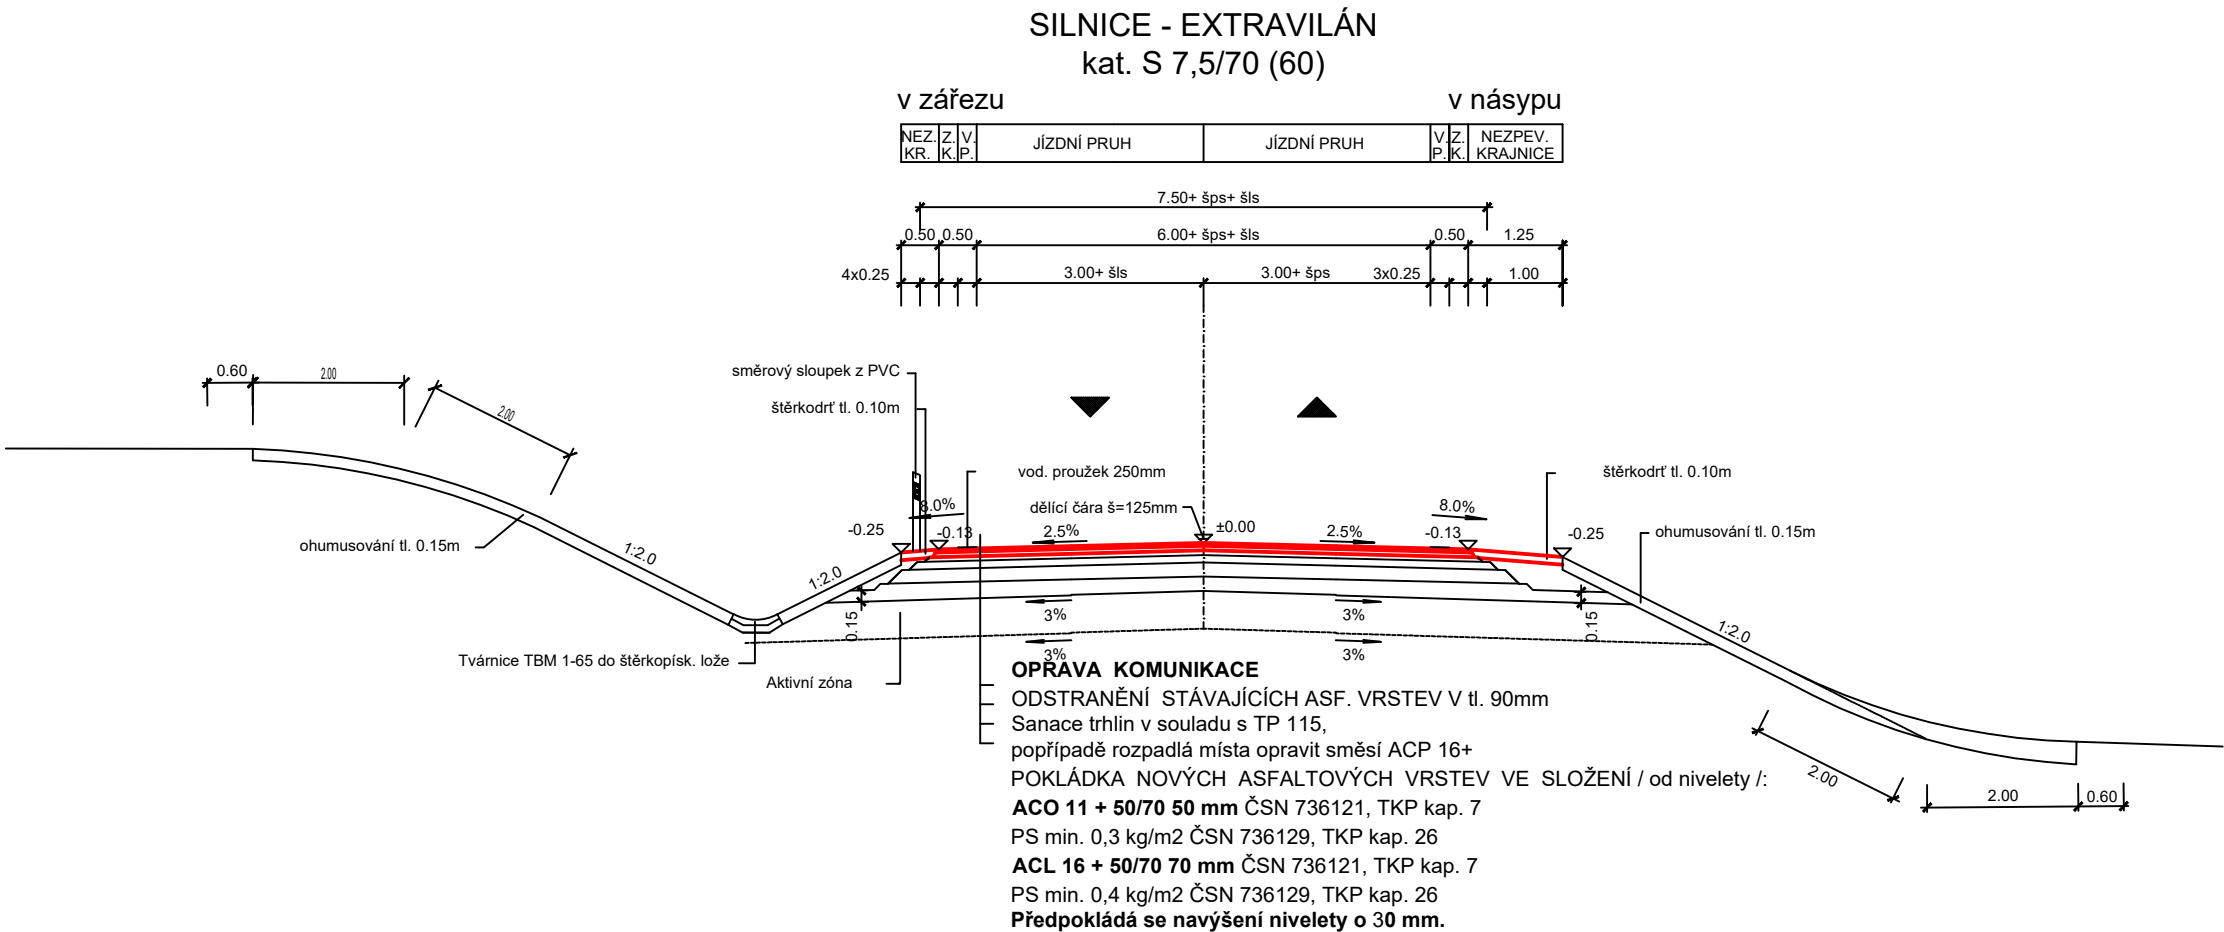 SILNICE - EXTRAVILÁN
kat. S 7,5/70 (60)
v zářezu
v násypu
NEZ. KR.
Z. K.
V. P.
JÍZDNÍ PRUH
JÍZDNÍ PRUH
V. P.
Z. K.
NEZPEV. KRAJNICE
7.50+ šps+ šls
0.50
0.50
6.00+ šps+ šls
0.50
1.25
4x0.25
3.00+ šls
3.00+ šps
3x0.25
1.00
0.60
2.00
2.00
směrový sloupek z PVC
štěrkodrť tl. 0.10m
vod. proužek 250mm
štěrkodrť tl. 0.10m
dělící čára š=125mm
8.0%
8.0%
-0.25
-0.13
2.5%
±0.00
2.5%
-0.13
-0.25
ohumusování tl. 0.15m
ohumusování tl. 0.15m
1:2.0
1:2.0
0.15
3%
3%
0.15
1:2.0
3%
3%
Tvárnice TBM 1-65 do štěrkopísk. lože
Aktivní zóna
OPRAVA KOMUNIKACE
ODSTRANĚNÍ STÁVAJÍCÍCH ASF. VRSTEV V tl. 90mm
Sanace trhlin v souladu s TP 115,
popřípadě rozpadlá místa opravit směsí ACP 16+
POKLÁDKA NOVÝCH ASFALTOVÝCH VRSTEV VE SLOŽENÍ / od nivelety /:
ACO 11 + 50/70 50 mm ČSN 736121, TKP kap. 7
PS min. 0,3 kg/m2 ČSN 736129, TKP kap. 26
ACL 16 + 50/70 70 mm ČSN 736121, TKP kap. 7
PS min. 0,4 kg/m2 ČSN 736129, TKP kap. 26
Předpokládá se navýšení nivelety o 30 mm.
2.00
2.00
0.60